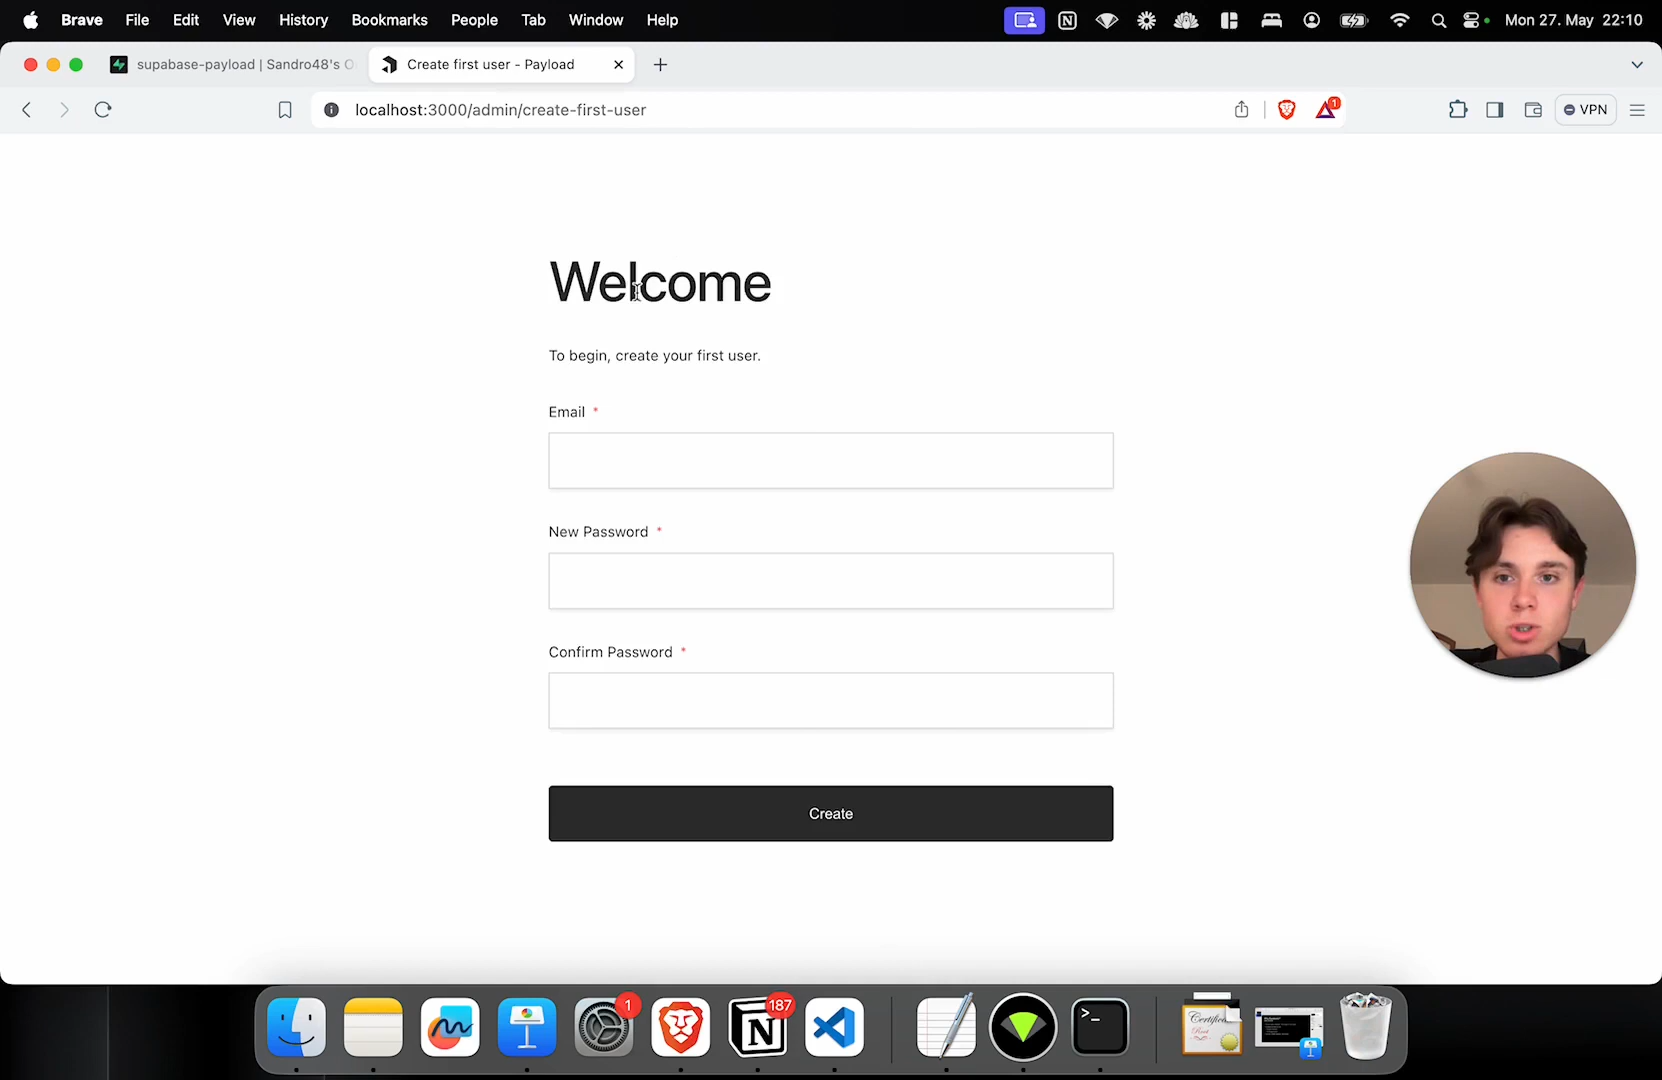 Brave File Edit View History Bookmarks People Tab Window Help Mon 27. May 22:10
supabase-payload | Sandro48's O Create first user - Payload
localhost:3000/admin/create-first-user 1 VPN
Welcome
To begin, create your first user.
Email *
New Password *
Confirm Password *
Create
1 187